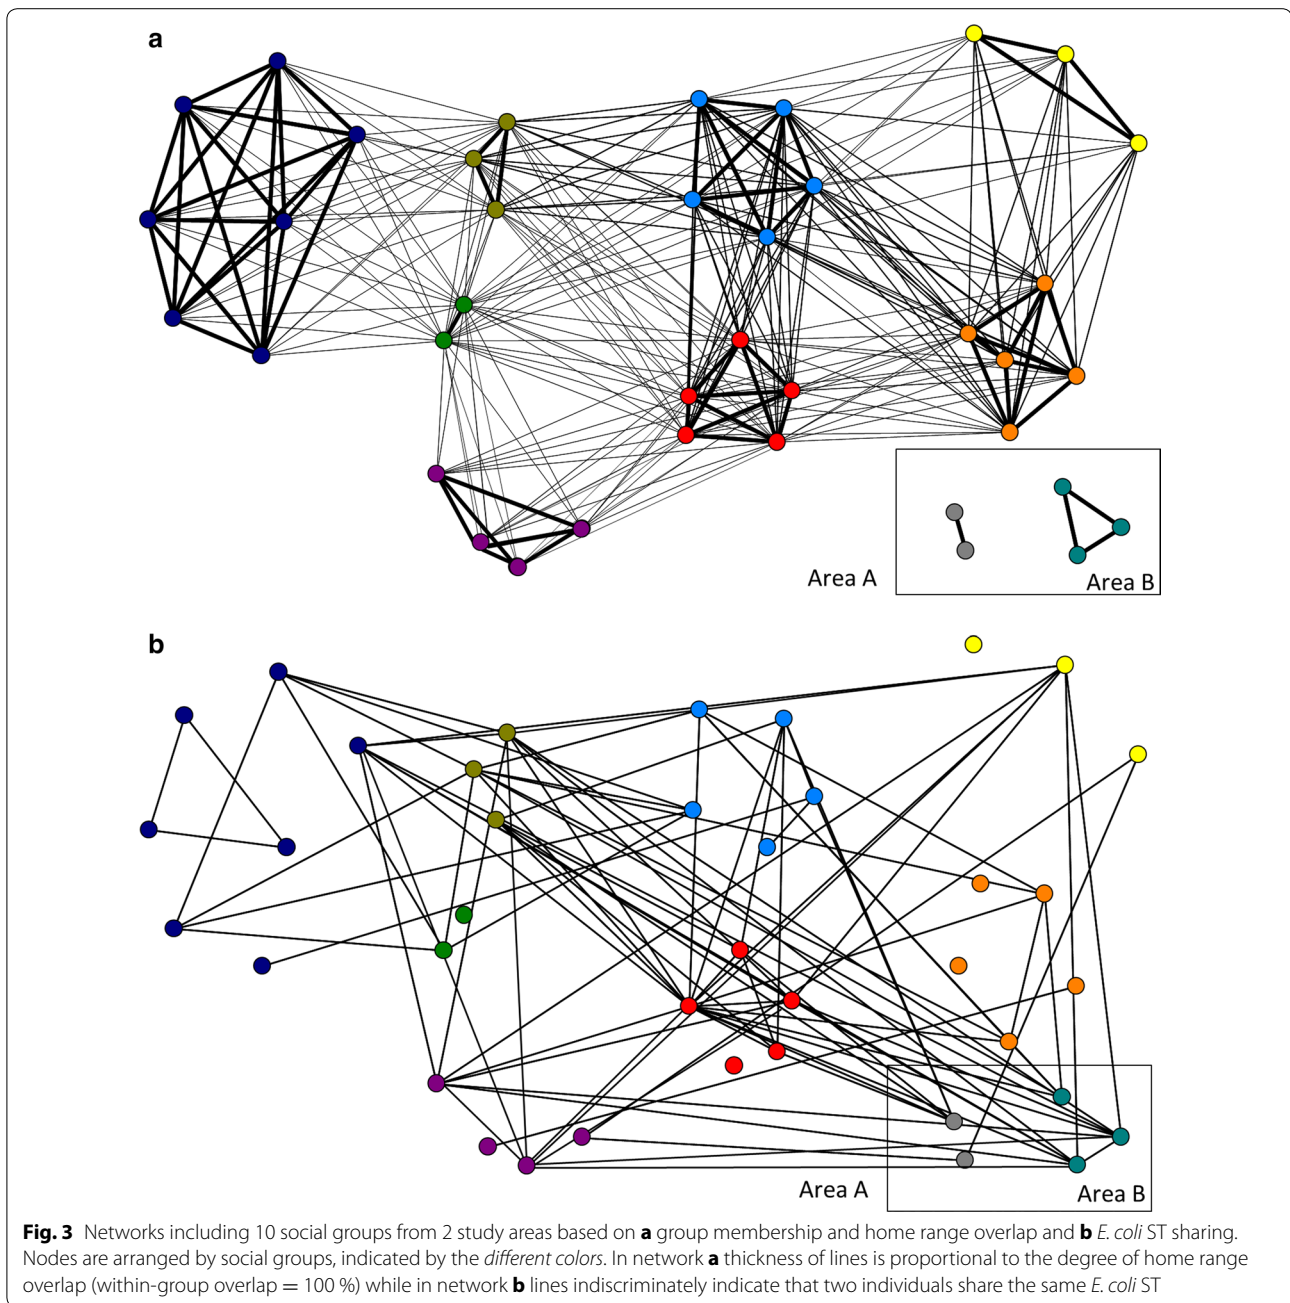 a
Area A
Area B
b
Area A
Area B
Fig. 3 Networks including 10 social groups from 2 study areas based on a group membership and home range overlap and b E. coli ST sharing.
Nodes are arranged by social groups, indicated by the different colors. In network a thickness of lines is proportional to the degree of home range
overlap (within-group overlap = 100 %) while in network b lines indiscriminately indicate that two individuals share the same E. coli ST